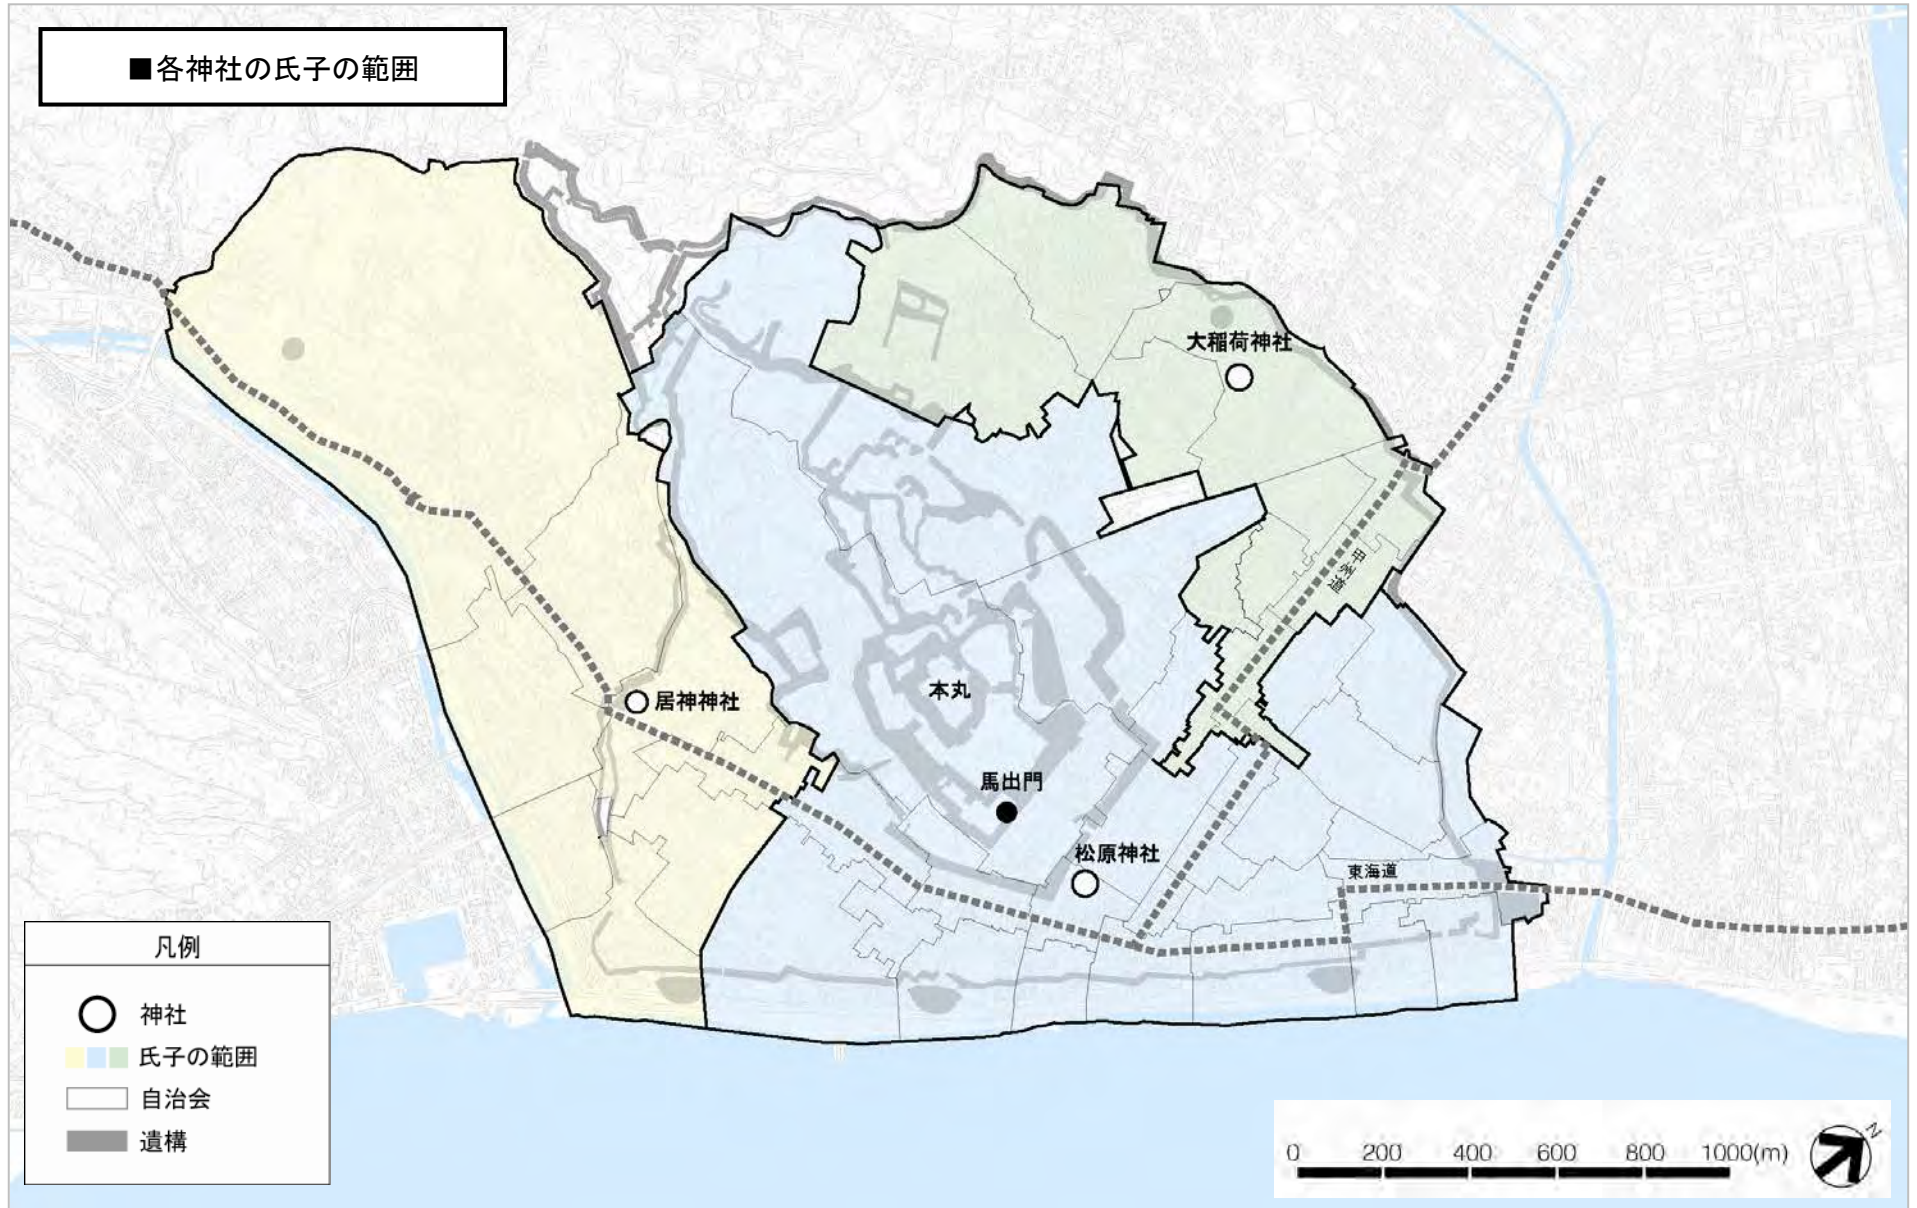 ■各神社の氏子の範囲
大稲荷神社
甲州道
居神神社
本丸
馬出門
松原神社
東海道
凡例
神社
氏子の範囲
自治会
遺構
0 200 400 600 800 1000(m)
N